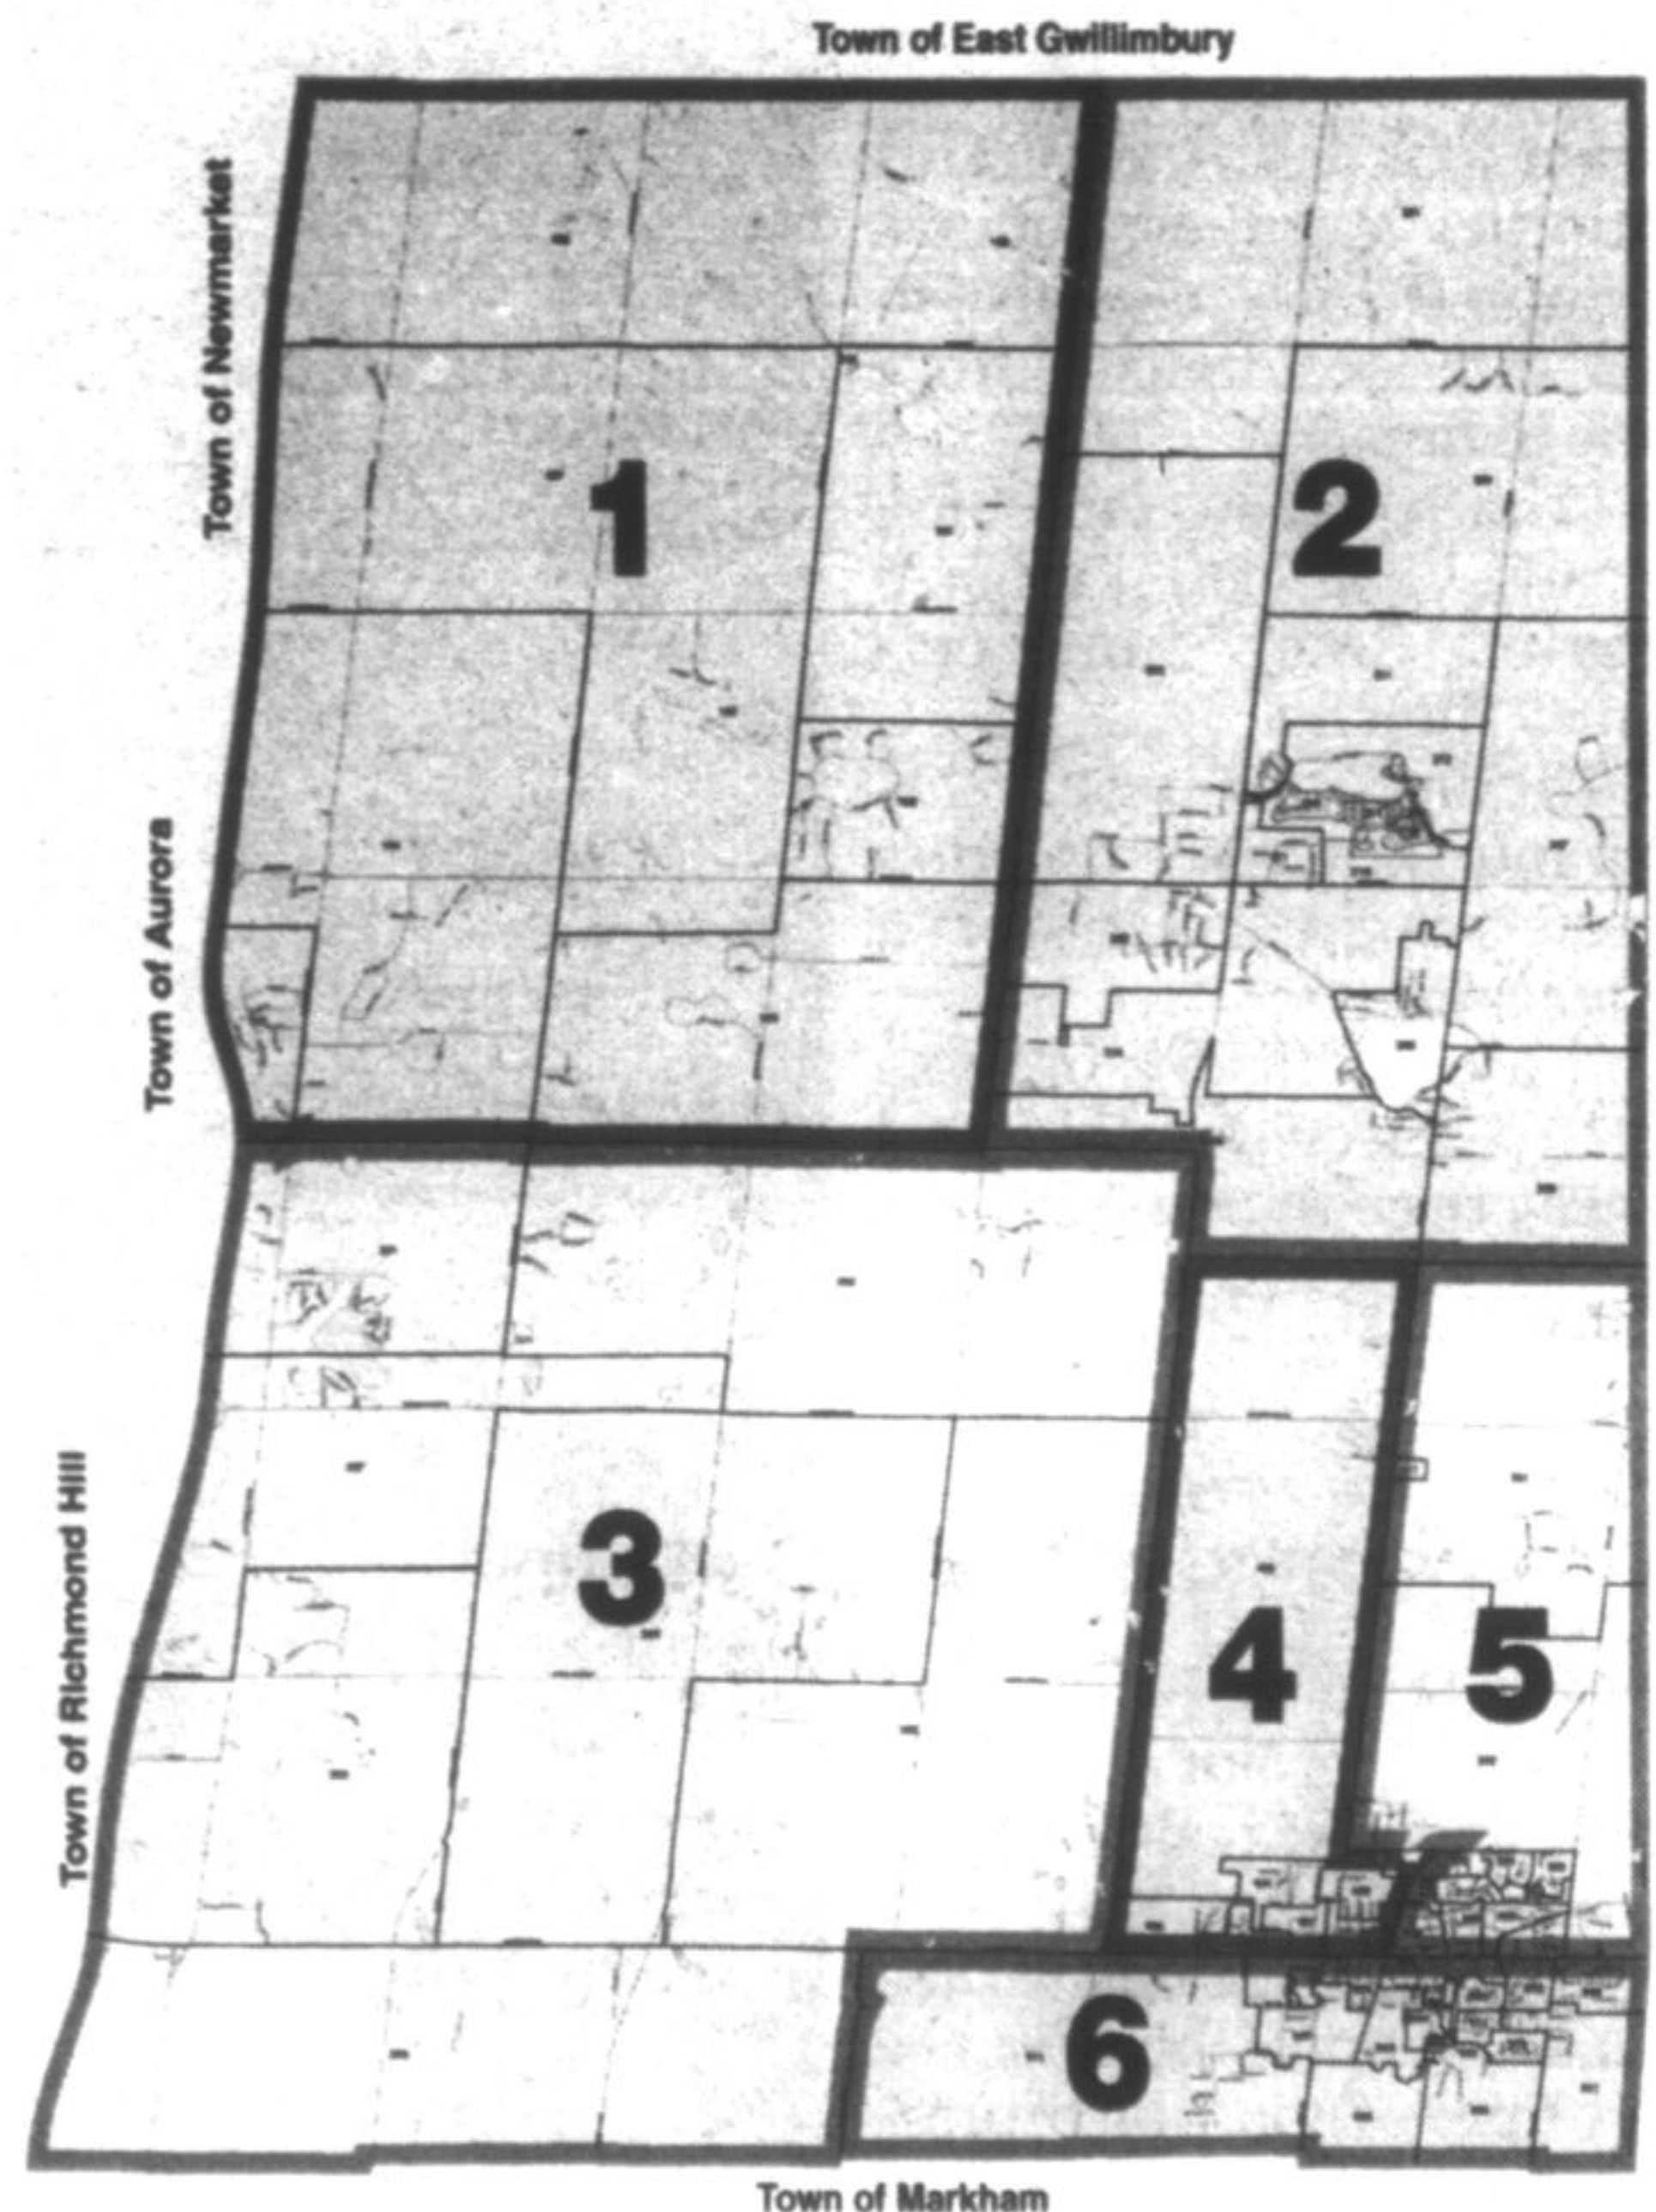 Town of East Gwillimbury
Town of Newmarket
1
2
Town of Aurora
Town of Richmond Hill
3
4
5
6
Town of Markham